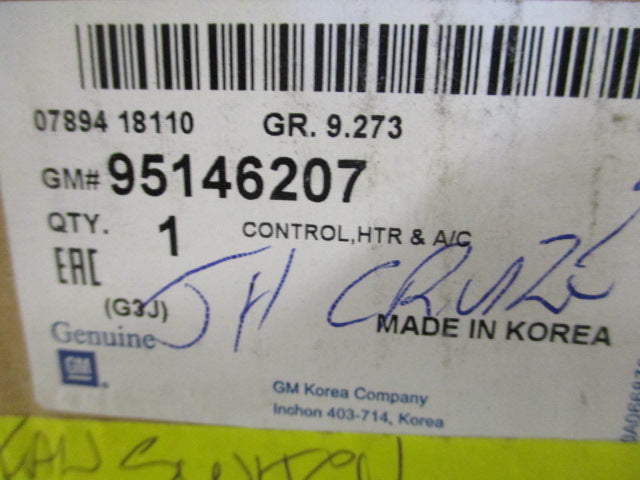 07894 18110 GR. 9.273
GM# 95146207
QTY. 1 CONTROL,HTR & A/C
EAC
(G3J) JH CRUZE
Genuine MADE IN KOREA
GM
GM Korea Company
Inchon 403-714, Korea